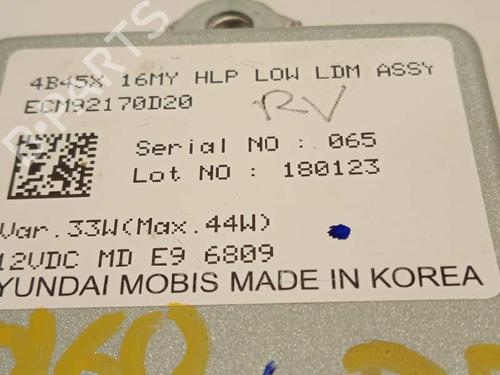 4B45X 16MY HLP LOW LDM ASSY
ECM92170D20
RV
Serial NO : 065
Lot NO : 180123
Var.33W(Max.44W)
12VDC MD E9 6809
YUNDAI MOBIS MADE IN KOREA
B-PARTS